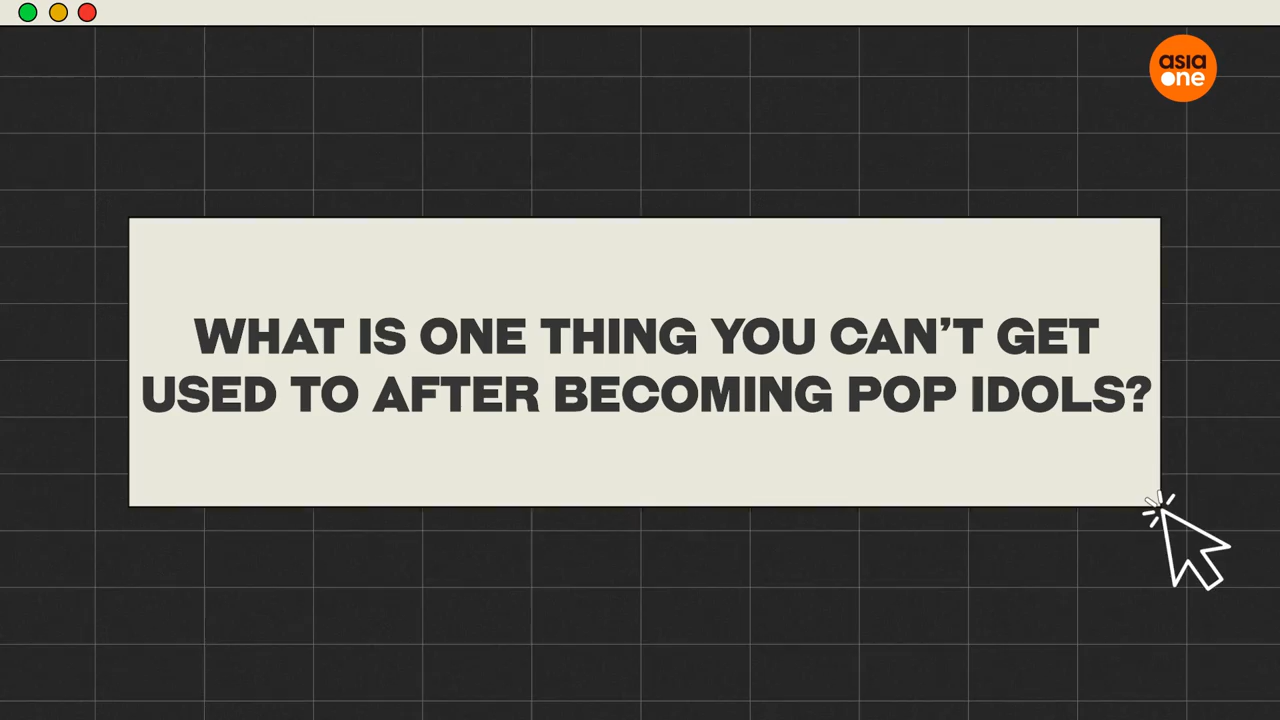 asia
one
WHAT IS ONE THING YOU CAN'T GET
USED TO AFTER BECOMING POP IDOLS?